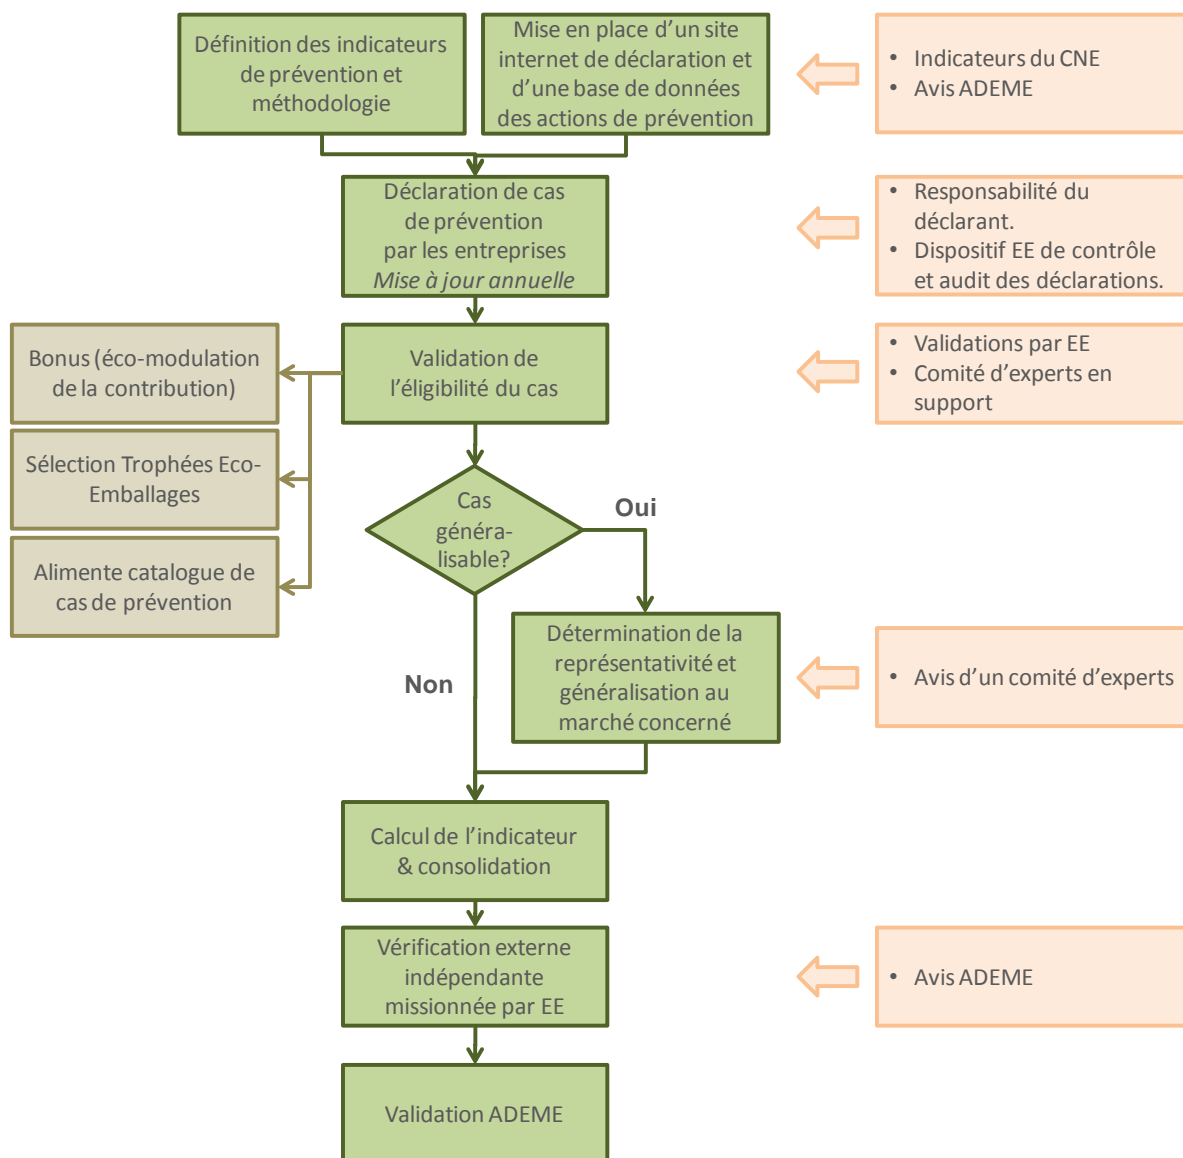 Définition des indicateurs
de prévention et
méthodologie
Mise en place d’un site
internet de déclaration et
d’une base de données
des actions de prévention
• Indicateurs du CNE
• Avis ADEME
Déclaration de cas
de prévention
par les entreprises
Mise à jour annuelle
• Responsabilité du
déclarant.
• Dispositif EE de contrôle
et audit des déclarations.
Bonus (éco-modulation
de la contribution)
Validation de
l’éligibilité du cas
• Validations par EE
• Comité d’experts en
support
Sélection Trophées Eco-
Emballages
Alimente catalogue de
cas de prévention
Cas
généra-
lisable?
Oui
Non
Détermination de la
représentativité et
généralisation au
marché concerné
• Avis d’un comité d’experts
Calcul de l’indicateur
& consolidation
Vérification externe
indépendante
missionnée par EE
• Avis ADEME
Validation ADEME